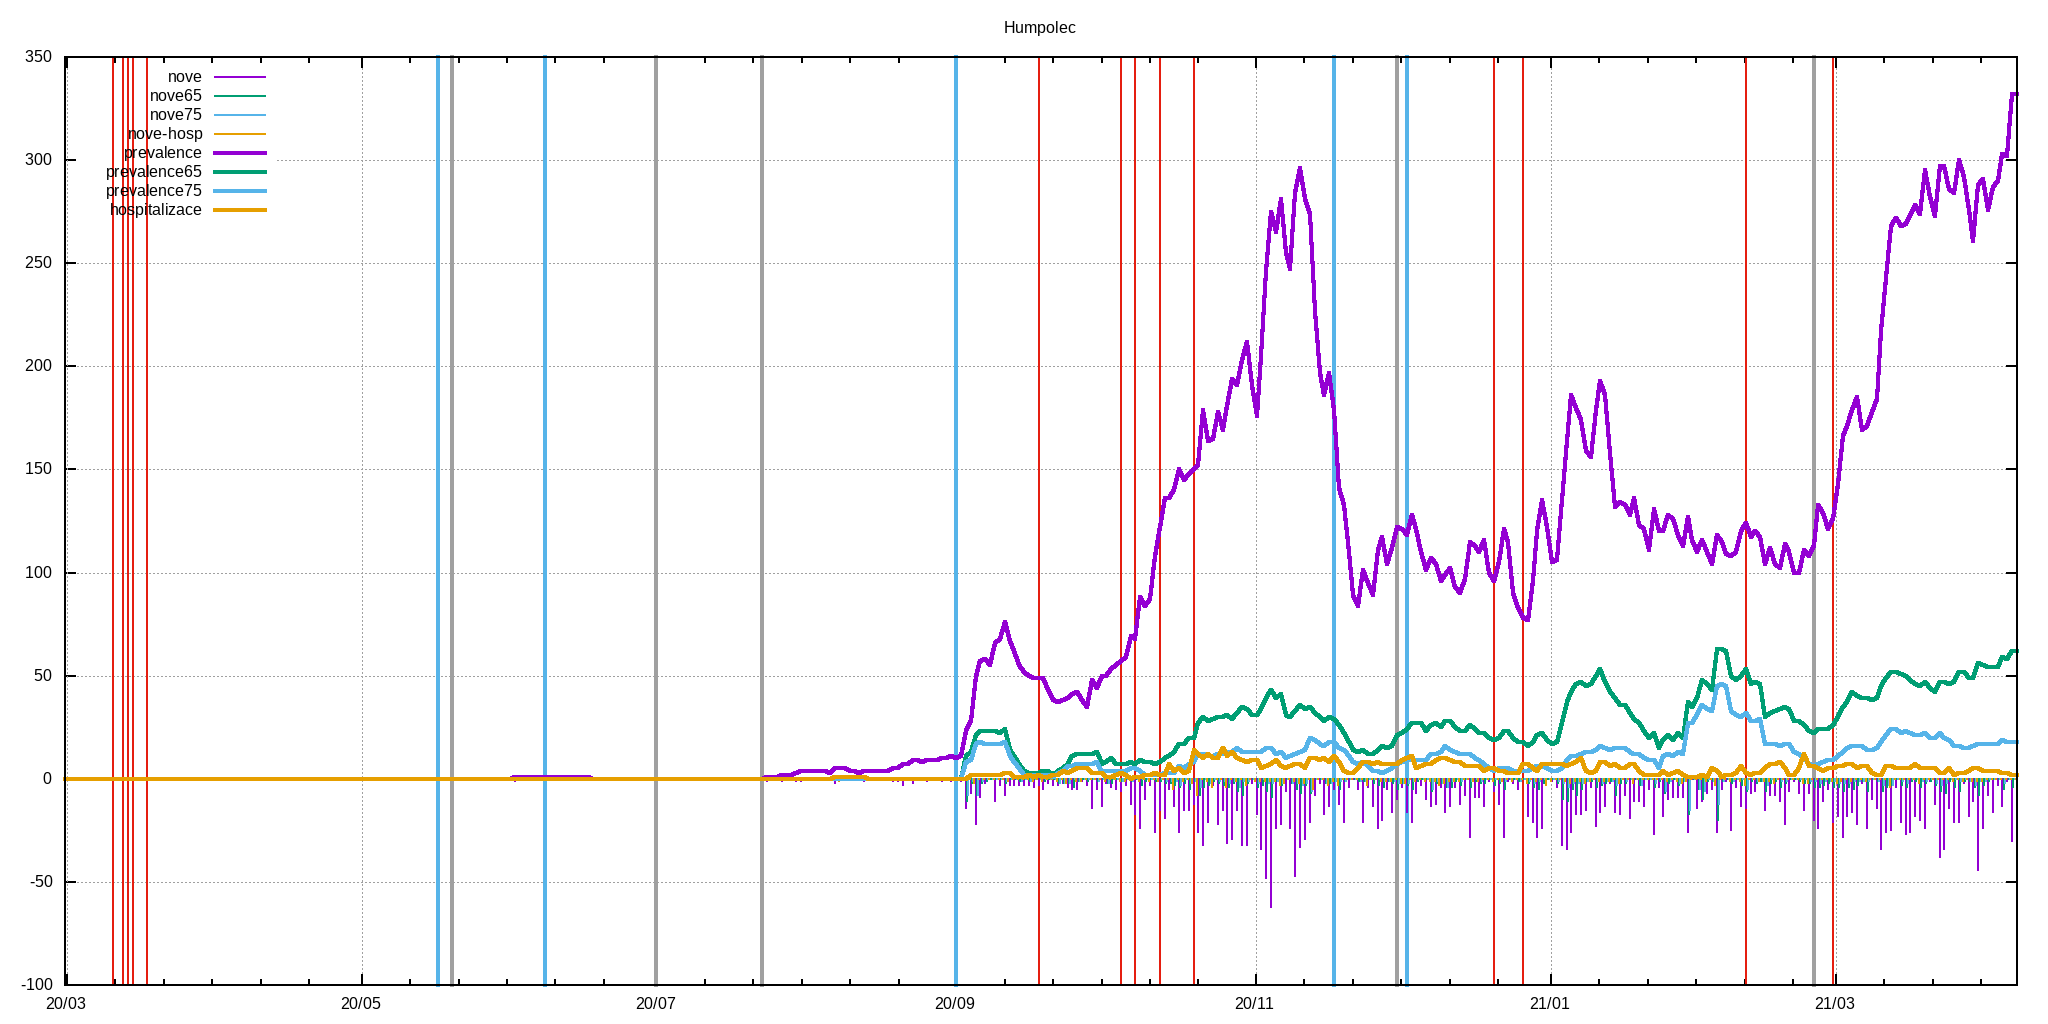 Humpolec
350
300
250
200
150
100
50
0
-50
-100
nove
nove65
nove75
nove-hosp
prevalence
prevalence65
prevalence75
hospitalizace
20/03 20/05 20/07 20/09 20/11 21/01 21/03